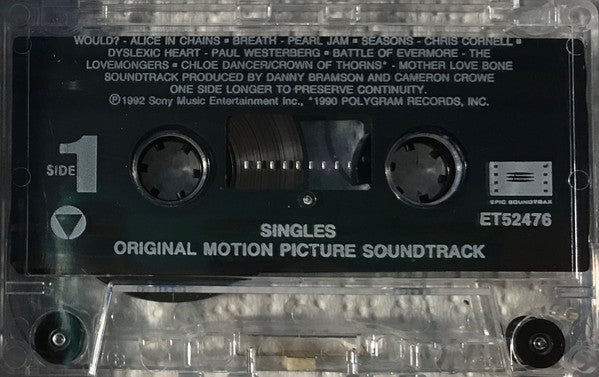 WOULD? - ALICE IN CHAINS ▪ BREATH - PEARL JAM ▪ SEASONS - CHRIS CORNELL ▪
DYSLEXIC HEART - PAUL WESTERBERG ▪ BATTLE OF EVERMORE - THE
LOVEMONGERS ▪ CHLOE DANCER/CROWN OF THORNS* - MOTHER LOVE BONE
SOUNDTRACK PRODUCED BY DANNY BRAMSON AND CAMERON CROWE
ONE SIDE LONGER TO PRESERVE CONTINUITY.
℗1992 Sony Music Entertainment Inc., *1990 POLYGRAM RECORDS, INC.
SIDE 1
EPIC SOUNDTRAX
ET52476
SINGLES
ORIGINAL MOTION PICTURE SOUNDTRACK